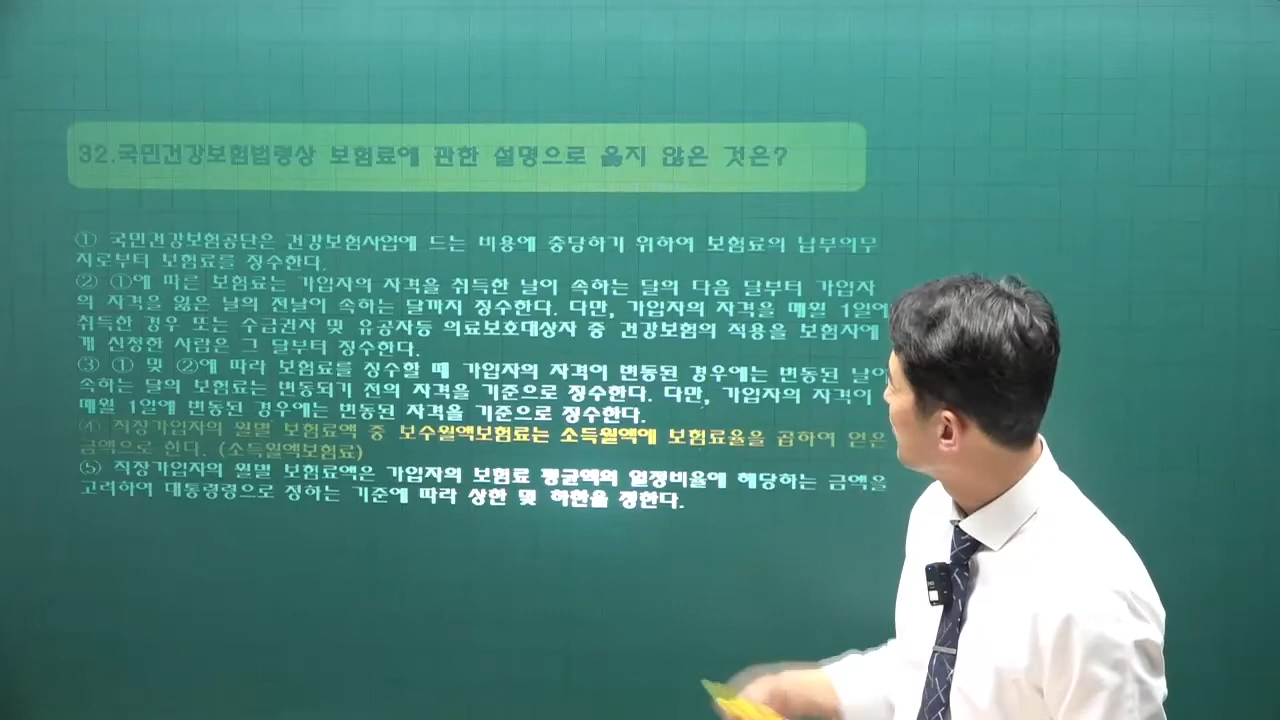 32.국민건강보험법령상 보험료에 관한 설명으로 옳지 않은 것은?
① 국민건강보험공단은 건강보험사업에 드는 비용에 충당하기 위하여 보험료의 납부의무
자로부터 보험료를 징수한다.
② ①에 따른 보험료는 가입자의 자격을 취득한 날이 속하는 달의 다음 달부터 가입자
의 자격을 잃은 날의 전날이 속하는 달까지 징수한다. 다만, 가입자의 자격을 매월 1일에
취득한 경우 또는 수급권자 및 유공자등 의료보호대상자 중 건강보험의 적용을 보험자에
게 신청한 사람은 그 달부터 징수한다.
③ ① 및 ②에 따라 보험료를 징수할 때 가입자의 자격이 변동된 경우에는 변동된 날이
속하는 달의 보험료는 변동되기 전의 자격을 기준으로 징수한다. 다만, 가입자의 자격이
매월 1일에 변동된 경우에는 변동된 자격을 기준으로 징수한다.
④ 직장가입자의 월별 보험료액 중 보수월액보험료는 소득월액에 보험료율을 곱하여 얻은
금액으로 한다. (소득월액보험료)
⑤ 직장가입자의 월별 보험료액은 가입자의 보험료 평균액의 일정비율에 해당하는 금액을
고려하여 대통령령으로 정하는 기준에 따라 상한 및 하한을 정한다.